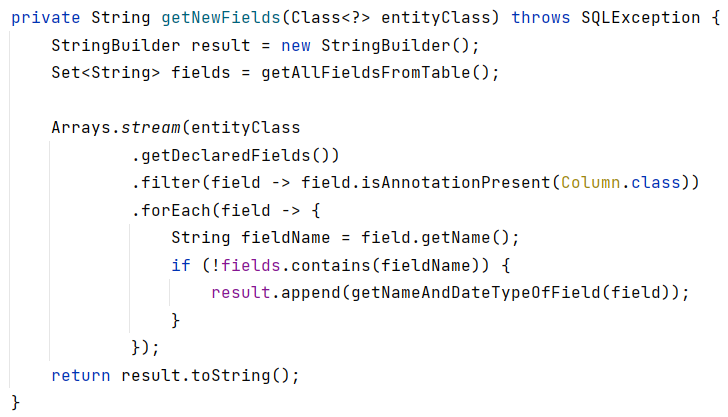 private String getNewFields(Class<?> entityClass) throws SQLException {
    StringBuilder result = new StringBuilder();
    Set<String> fields = getAllFieldsFromTable();

    Arrays.stream(entityClass
            .getDeclaredFields())
            .filter(field -> field.isAnnotationPresent(Column.class))
            .forEach(field -> {
                String fieldName = field.getName();
                if (!fields.contains(fieldName)) {
                    result.append(getNameAndDateTypeOfField(field));
                }
            });
    return result.toString();
}